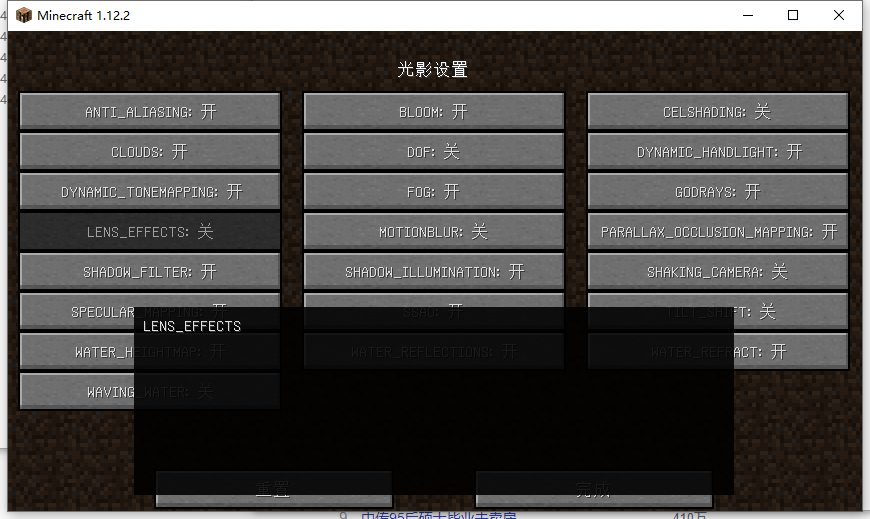 Minecraft 1.12.2
光影设置
ANTI_ALIASING: 开 BLOOM: 开 CELSHADING: 关
CLOUDS: 开 DOF: 关 DYNAMIC_HANDLIGHT: 开
DYNAMIC_TONEMAPPING: 开 FOG: 开 GODRAYS: 开
LENS_EFFECTS: 关 MOTIONBLUR: 关 PARALLAX_OCCLUSION_MAPPING: 开
SHADOW_FILTER: 开 SHADOW_ILLUMINATION: 开 SHAKING_CAMERA: 关
SPECULAR_MAPPING: 开 SSAO: 开 TILT_SHIFT: 关
LENS_EFFECTS
WATER_HEIGHTMAP: 开 WATER_REFLECTIONS: 开 WATER_REFRACT: 开
WAVING_WATER: 关
重置 完成